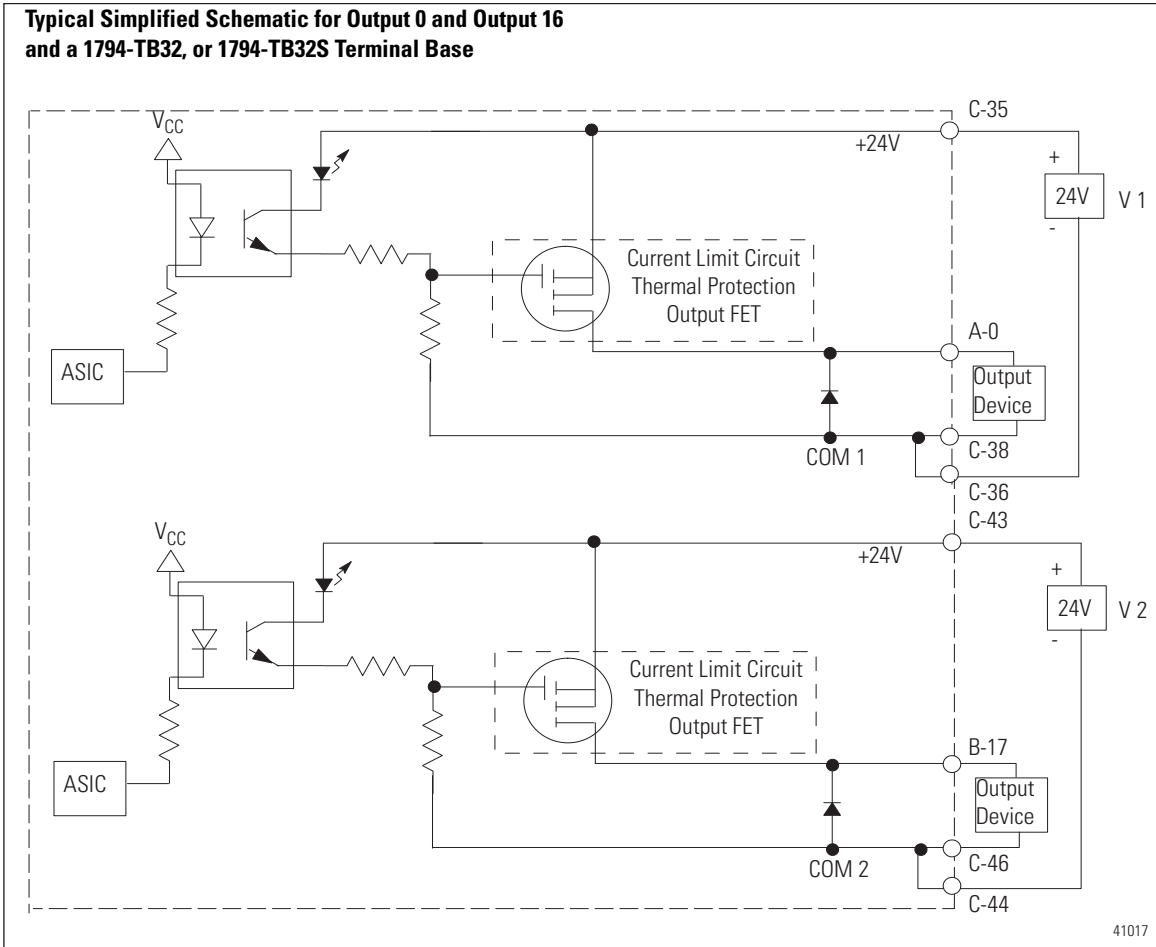 Typical Simplified Schematic for Output 0 and Output 16
and a 1794-TB32, or 1794-TB32S Terminal Base
C-35
VCC
+24V
+
24V
V 1
-
Current Limit Circuit
Thermal Protection
Output FET
A-0
ASIC
Output
Device
COM 1
C-38
C-36
C-43
VCC
+24V
+
24V
V 2
-
Current Limit Circuit
Thermal Protection
Output FET
B-17
ASIC
Output
Device
COM 2
C-46
C-44
41017